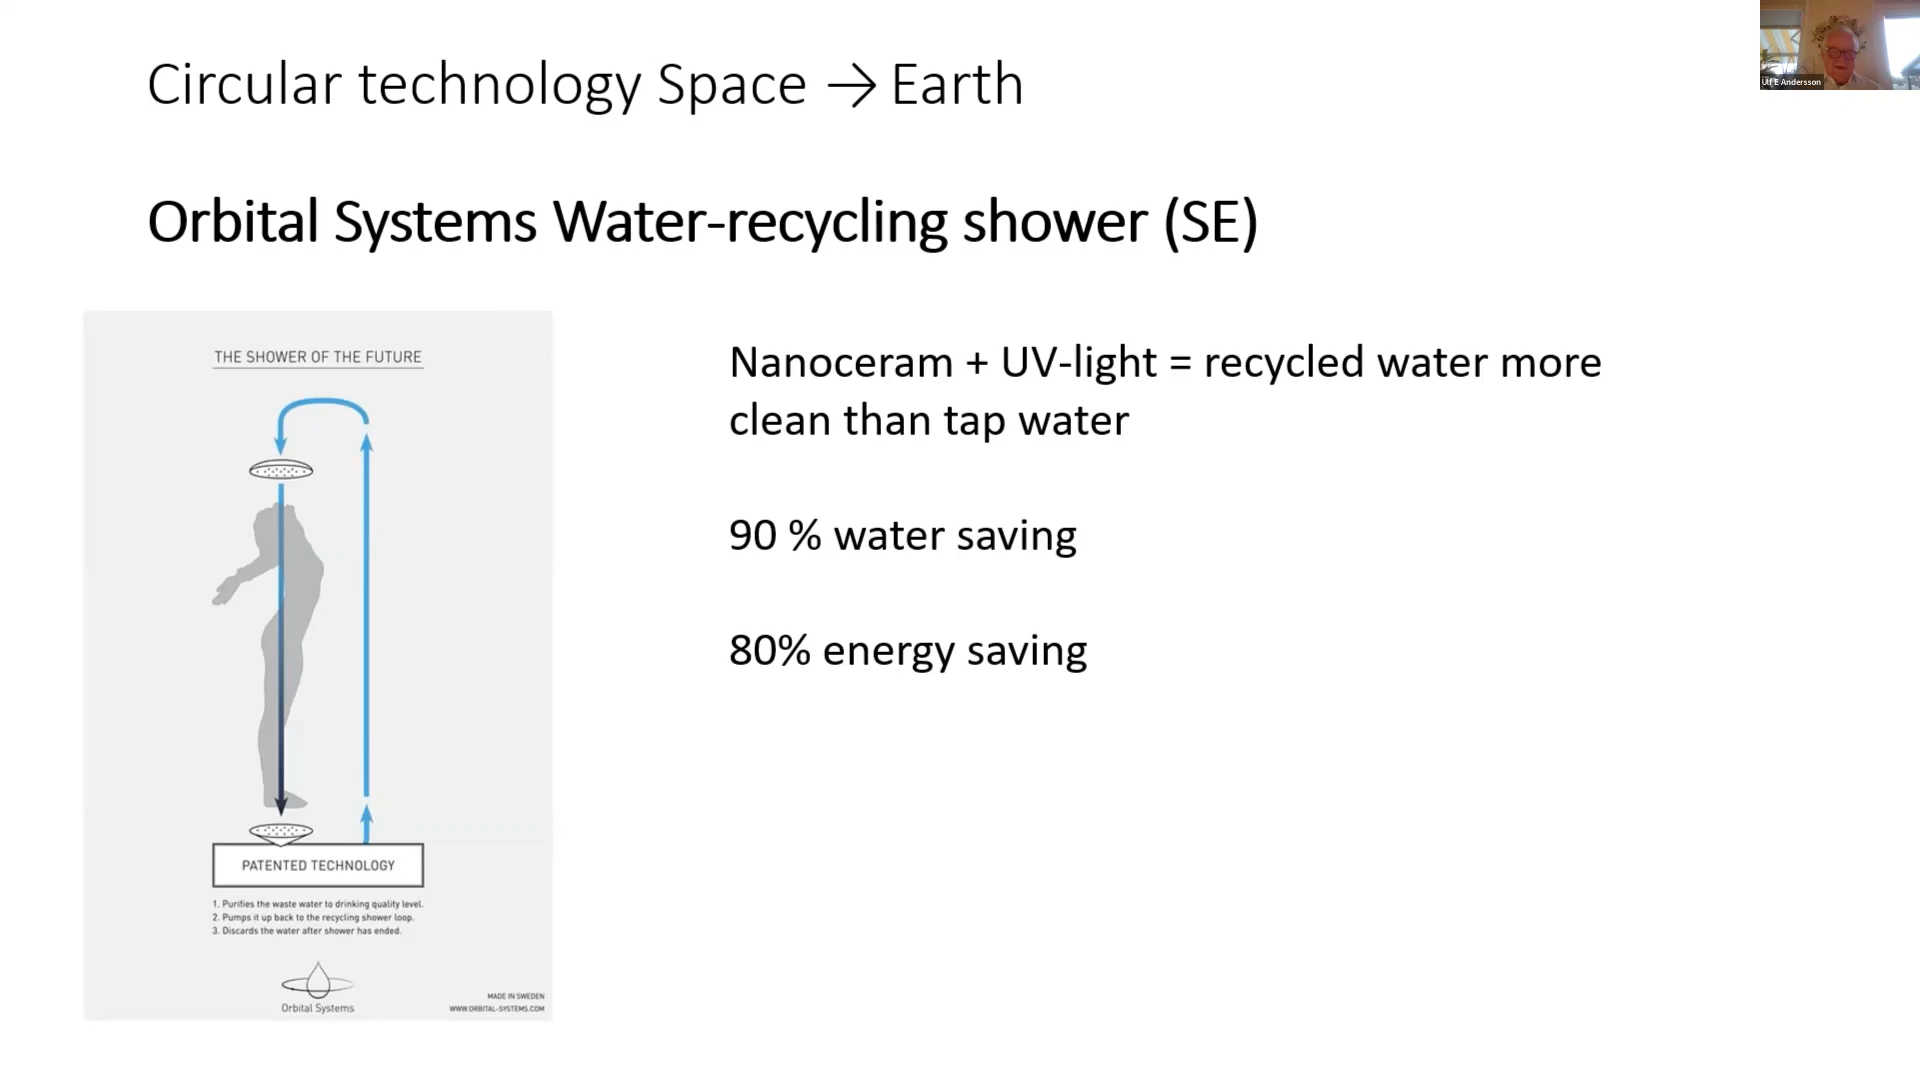 Circular technology Space → Earth
Orbital Systems Water-recycling shower (SE)
THE SHOWER OF THE FUTURE
PATENTED TECHNOLOGY
1. Purifies the waste water to drinking quality level.
2. Pumps it up back to the recycling shower loop.
3. Discards the water after shower has ended.
Orbital Systems
MADE IN SWEDEN
WWW.ORBITAL-SYSTEMS.COM
Nanoceram + UV-light = recycled water more
clean than tap water
90 % water saving
80% energy saving
Ulf E Andersson